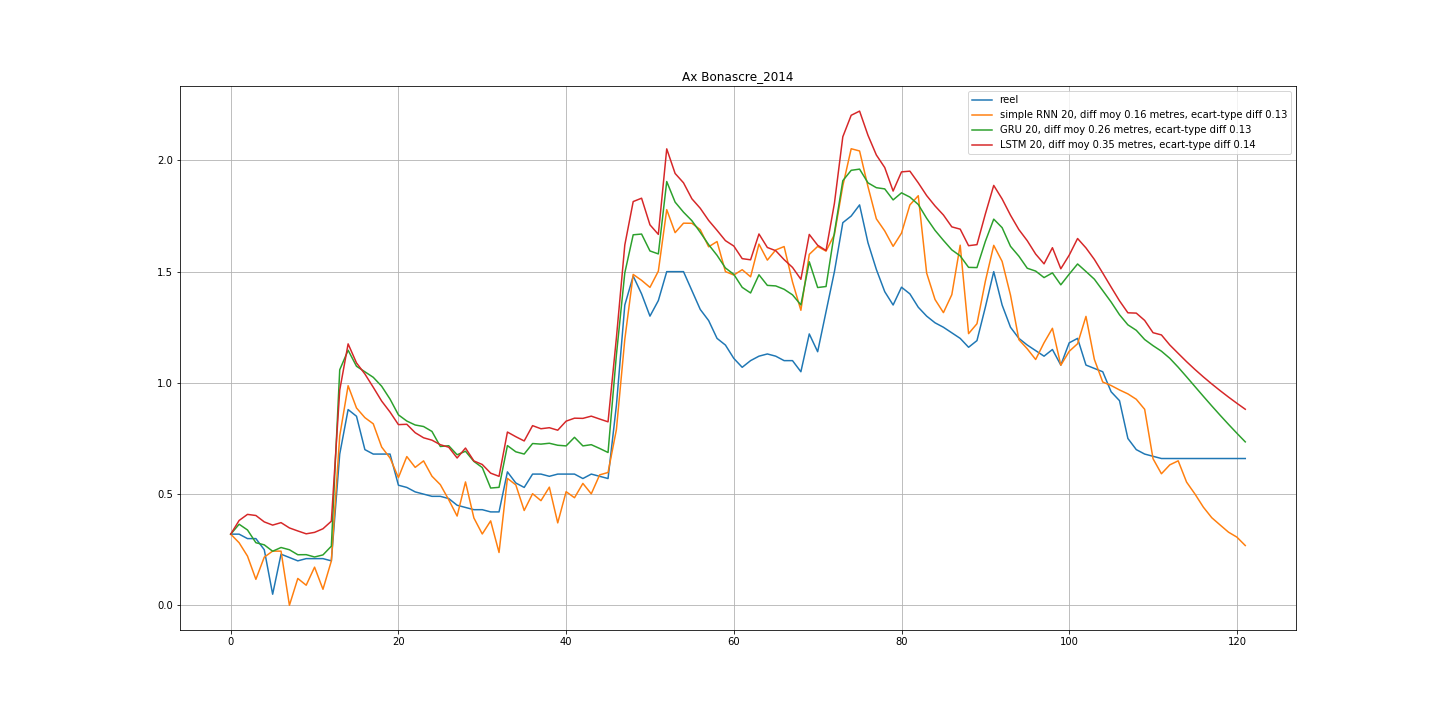 Ax Bonascre_2014
reel
simple RNN 20, diff moy 0.16 metres, ecart-type diff 0.13
GRU 20, diff moy 0.26 metres, ecart-type diff 0.13
LSTM 20, diff moy 0.35 metres, ecart-type diff 0.14
2.0
1.5
1.0
0.5
0.0
0 20 40 60 80 100 120